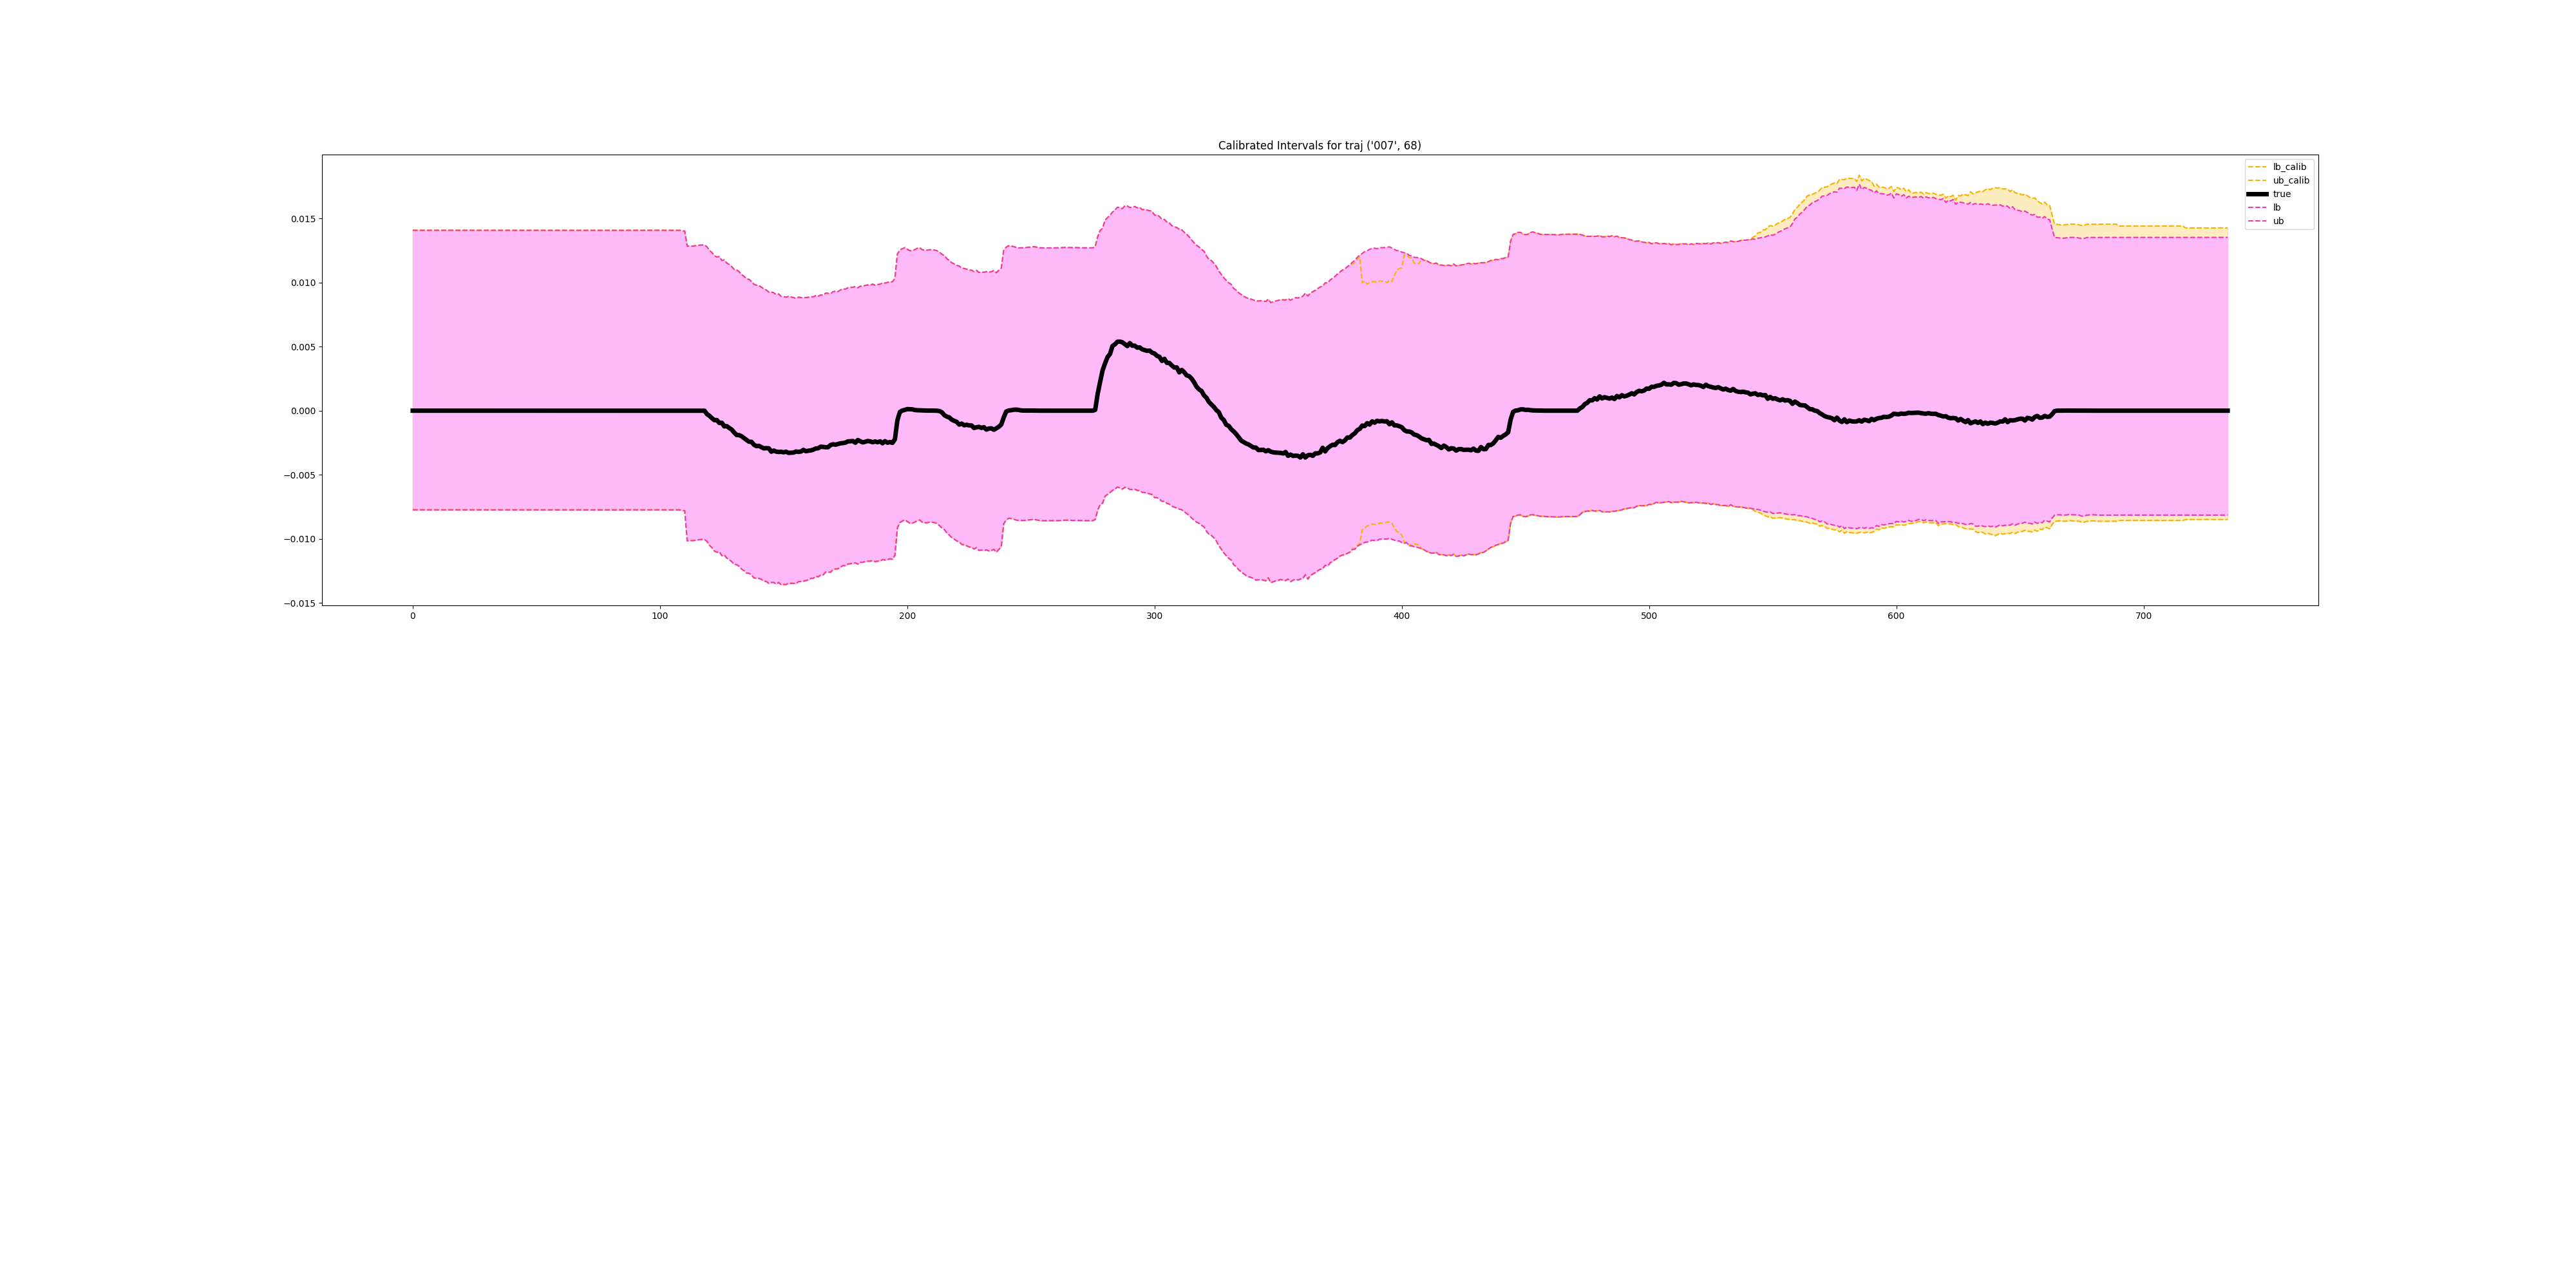 Calibrated Intervals for traj ('007', 68)
lb_calib
ub_calib
true
lb
ub
0.015
0.010
0.005
0.000
−0.005
−0.010
−0.015
0 100 200 300 400 500 600 700